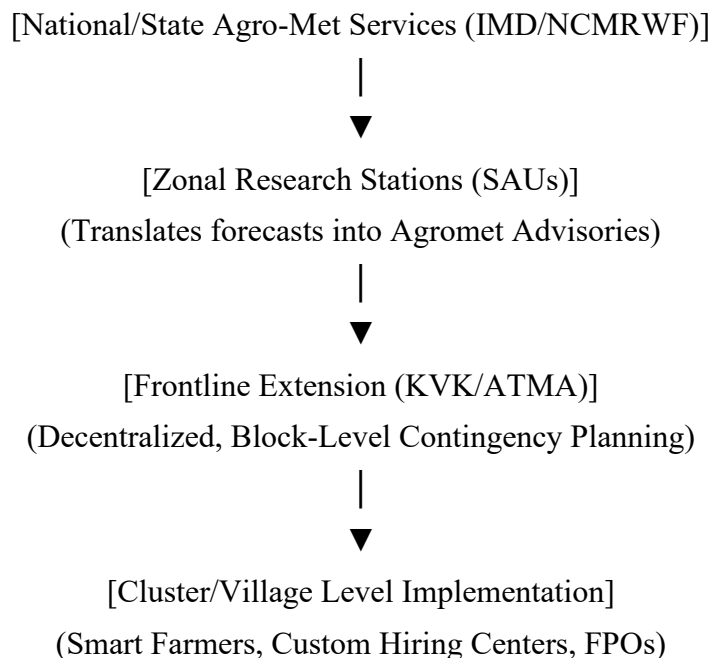 [National/State Agro-Met Services (IMD/NCMRWF)]
[Zonal Research Stations (SAUs)]
(Translates forecasts into Agromet Advisories)
[Frontline Extension (KVK/ATMA)]
(Decentralized, Block-Level Contingency Planning)
[Cluster/Village Level Implementation]
(Smart Farmers, Custom Hiring Centers, FPOs)